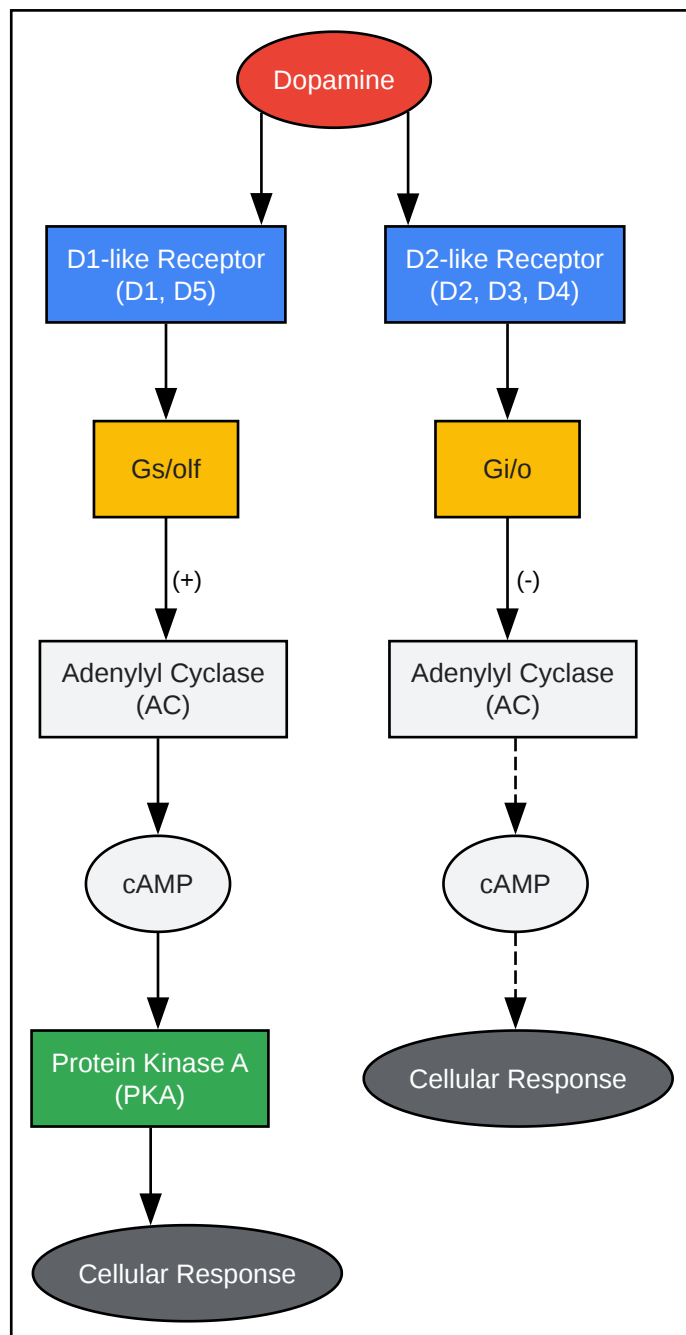 Dopamine
D1-like Receptor
(D1, D5)
D2-like Receptor
(D2, D3, D4)
Gs/olf
Gi/o
(+)
(-)
Adenylyl Cyclase
(AC)
Adenylyl Cyclase
(AC)
cAMP
cAMP
Protein Kinase A
(PKA)
Cellular Response
Cellular Response